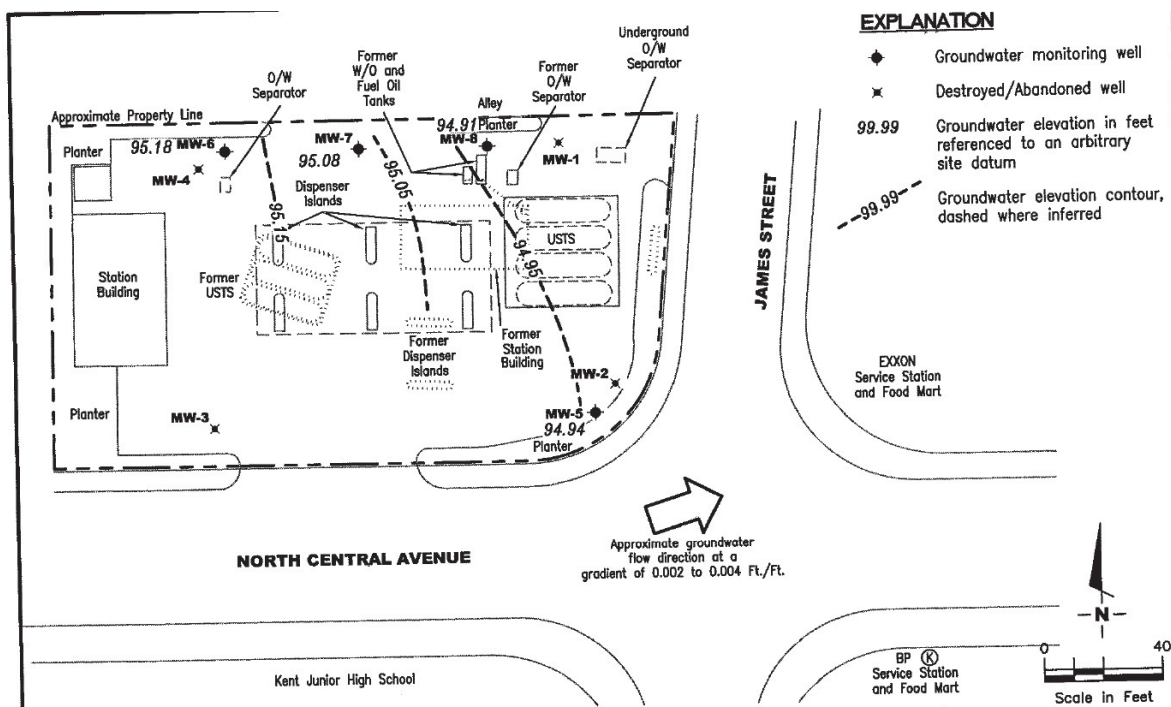 EXPLANATION
Groundwater monitoring well
Destroyed/Abandoned well
99.99
Groundwater elevation in feet
referenced to an arbitrary
site datum
99.99
Groundwater elevation contour,
dashed where inferred
Underground
O/W
Separator
Former
W/O and
Fuel Oil
Tanks
Former
O/W
Separator
O/W
Separator
Approximate Property Line
Alley
Planter
94.91
MW-8
MW-1
MW-7
95.08
95.18
MW-6
Planter
MW-4
95.15
95.05
94.95
Dispenser
Islands
USTS
Station
Building
Former
USTS
Former
Dispenser
Islands
Former
Station
Building
MW-2
MW-5
94.94
Planter
Planter
MW-3
JAMES STREET
EXXON
Service Station
and Food Mart
NORTH CENTRAL AVENUE
Approximate groundwater
flow direction at a
gradient of 0.002 to 0.004 Ft./Ft.
Kent Junior High School
BP K
Service Station
and Food Mart
N
0 40
Scale in Feet